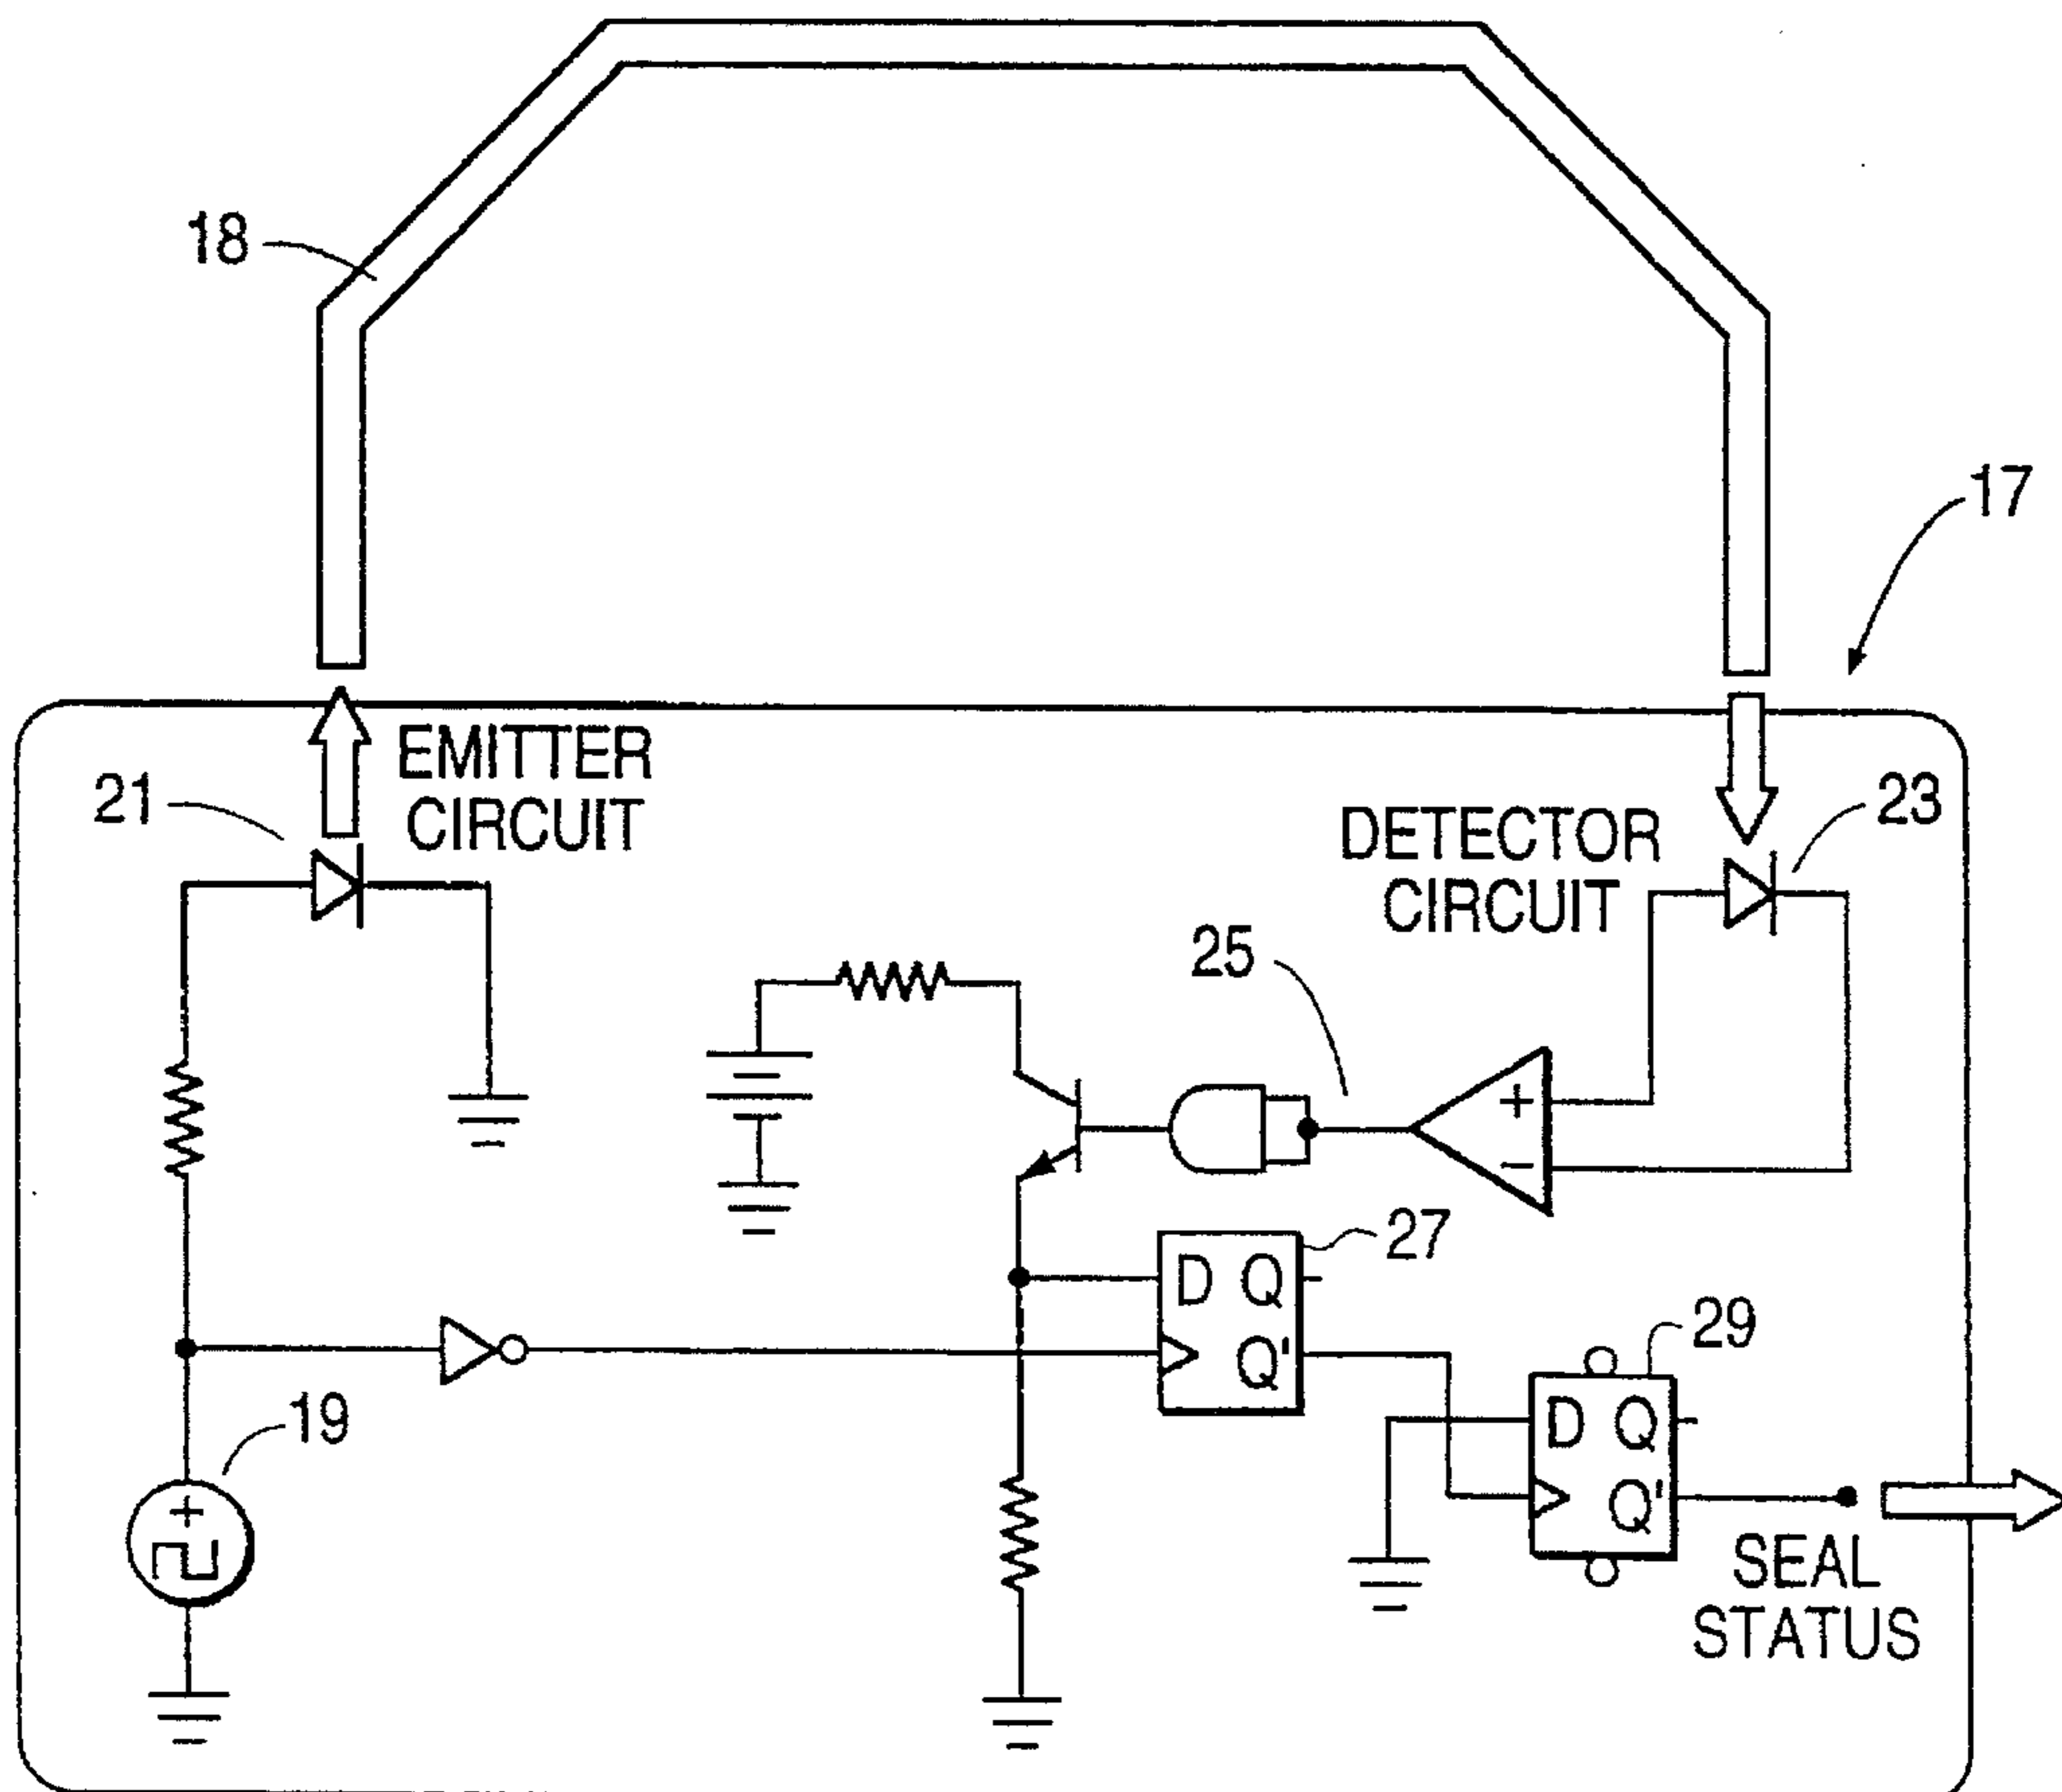 18
17
EMITTER
CIRCUIT
21
DETECTOR
CIRCUIT
23
25
+
−
27
D Q
Q'
29
D Q
Q'
19
+
SEAL
STATUS